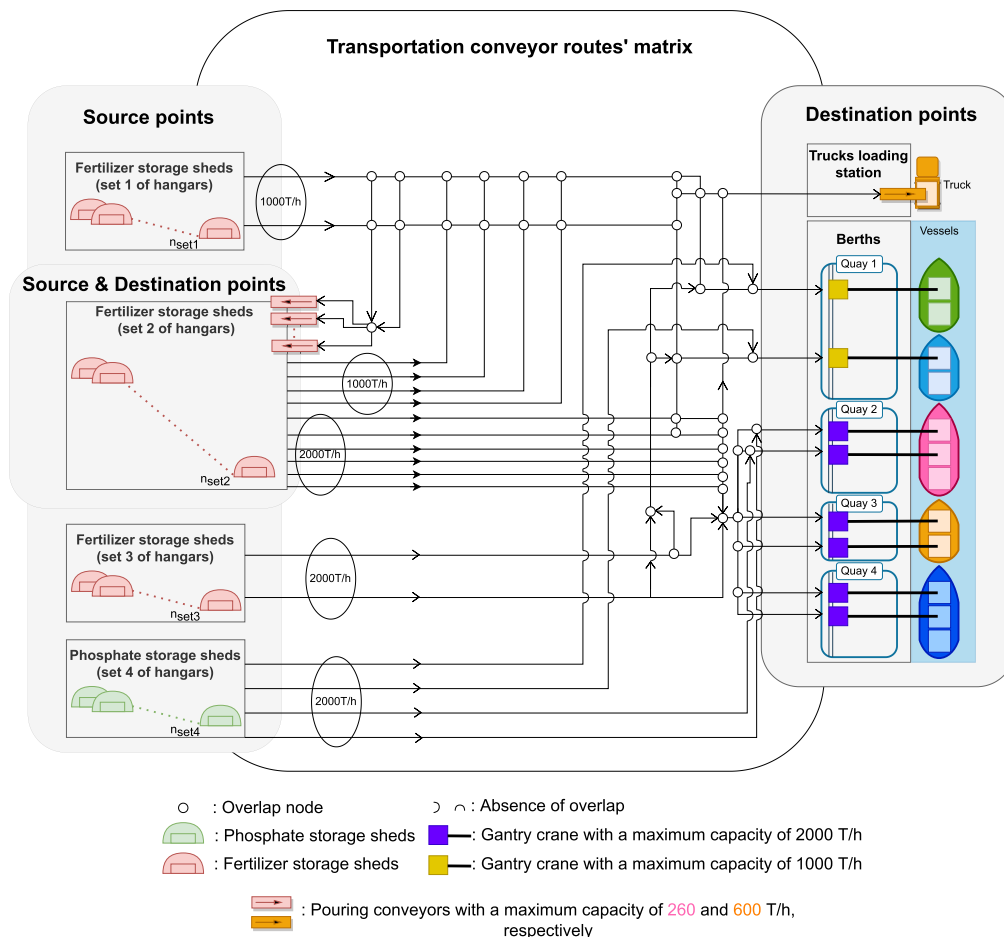 Transportation conveyor routes' matrix
Source points
Fertilizer storage sheds
(set 1 of hangars)
nset1
1000T/h
Source & Destination points
Fertilizer storage sheds
(set 2 of hangars)
nset2
1000T/h
2000T/h
Fertilizer storage sheds
(set 3 of hangars)
nset3
2000T/h
Phosphate storage sheds
(set 4 of hangars)
nset4
2000T/h
Destination points
Trucks loading
station
Truck
Berths
Vessels
Quay 1
Quay 2
Quay 3
Quay 4
: Overlap node
: Absence of overlap
: Phosphate storage sheds
: Gantry crane with a maximum capacity of 2000 T/h
: Fertilizer storage sheds
: Gantry crane with a maximum capacity of 1000 T/h
: Pouring conveyors with a maximum capacity of 260 and 600 T/h,
respectively